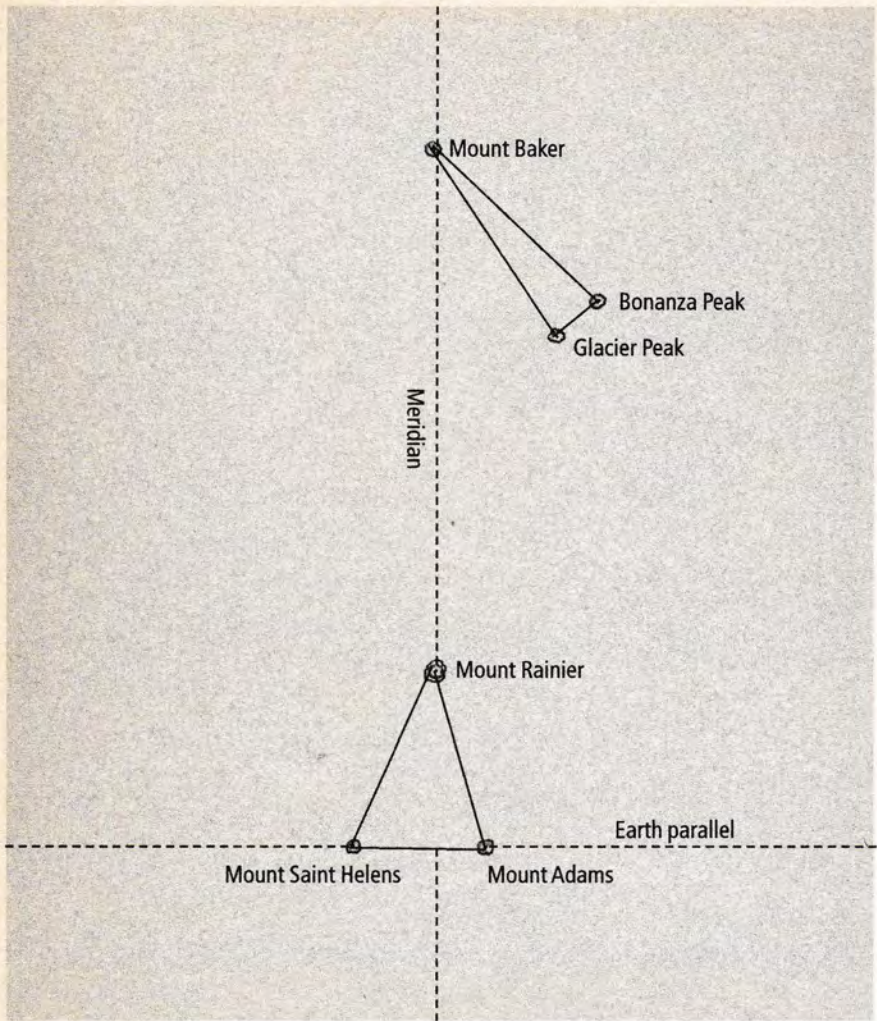 Mount Baker
Bonanza Peak
Glacier Peak
Meridian
Mount Rainier
Earth parallel
Mount Saint Helens
Mount Adams